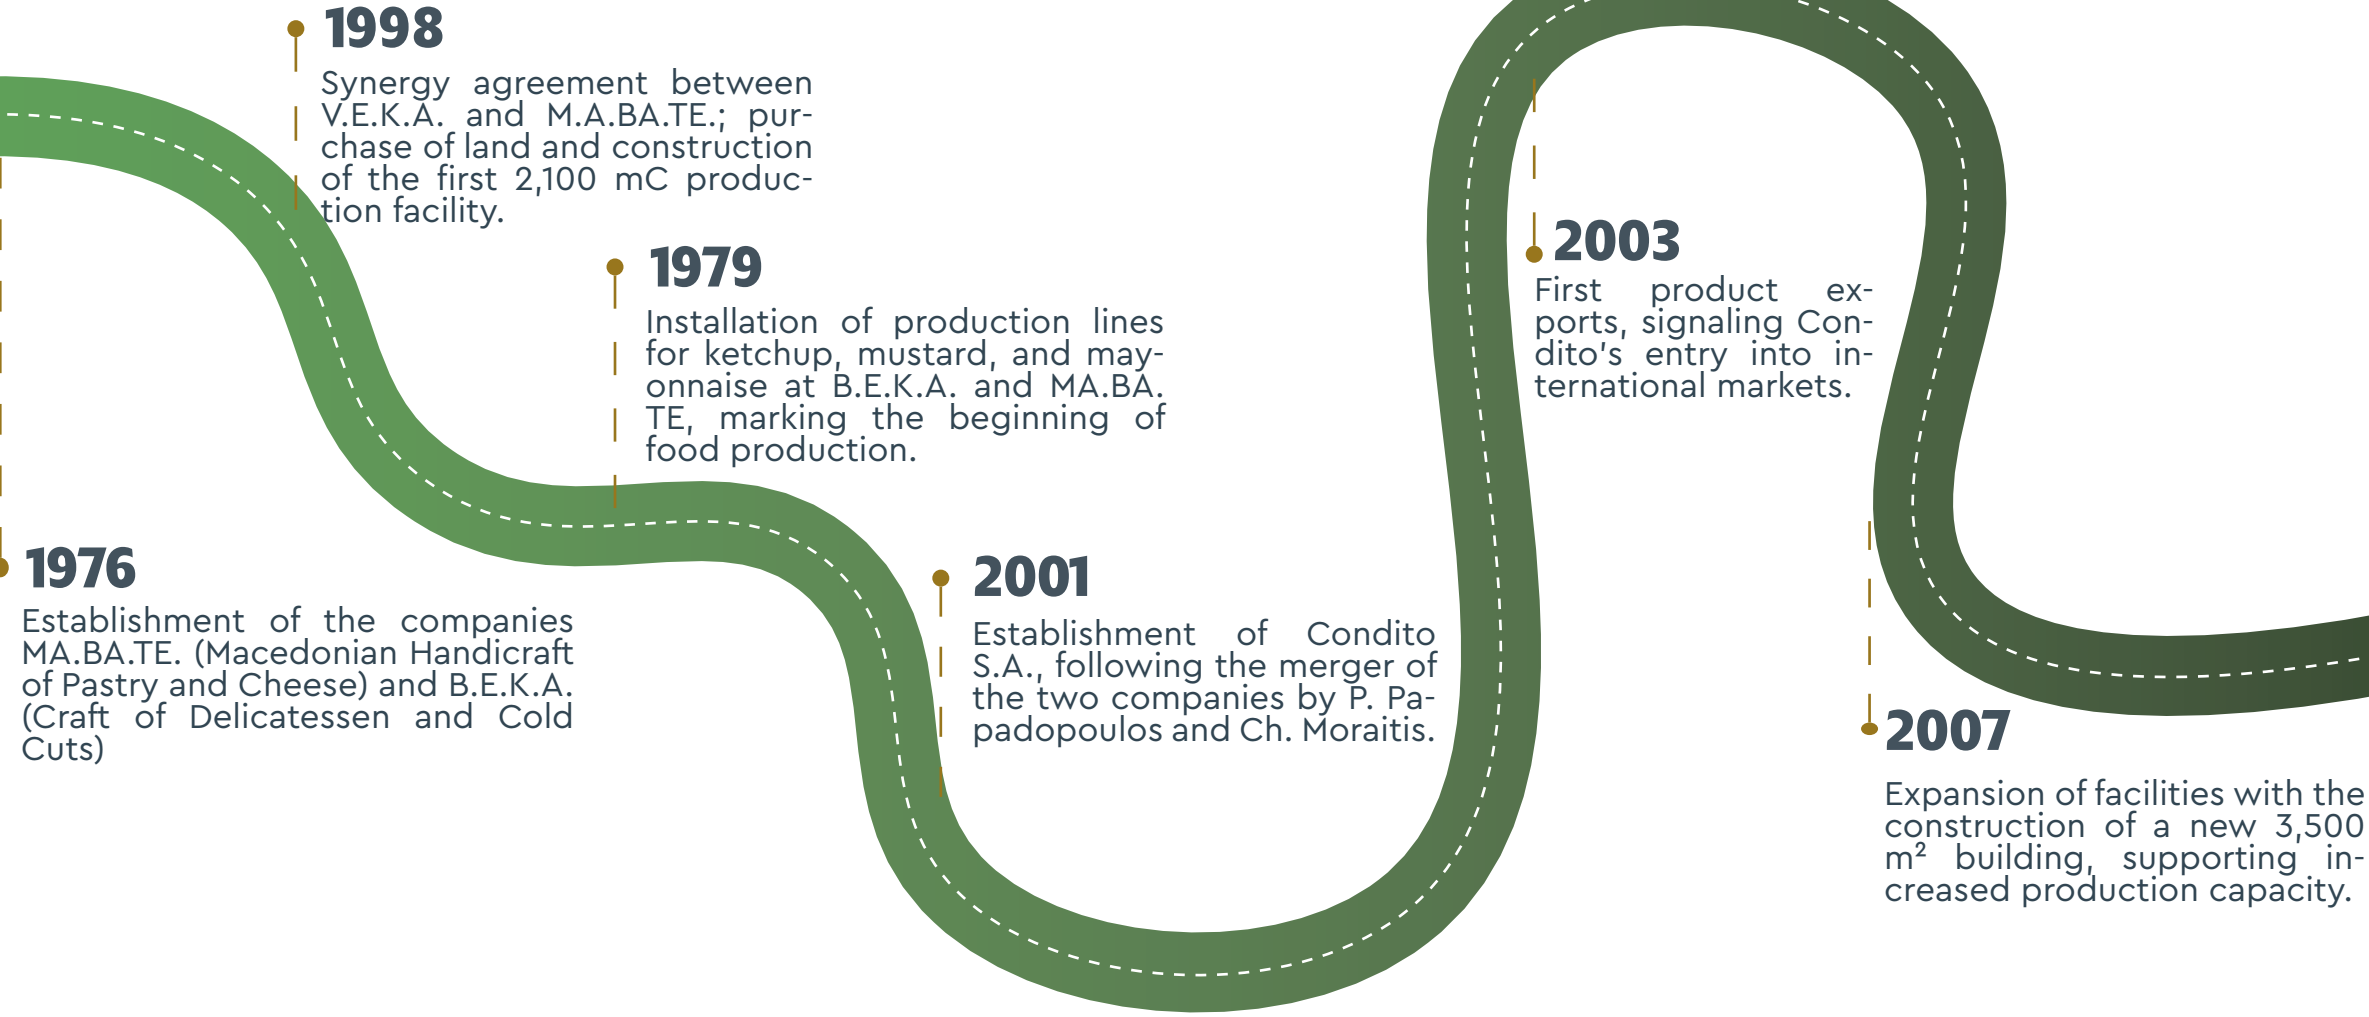 1998
Synergy agreement between
V.E.K.A. and M.A.BA.TE.; pur-
chase of land and construction
of the first 2,100 mC produc-
tion facility.
1979
Installation of production lines
for ketchup, mustard, and may-
onnaise at B.E.K.A. and MA.BA.
TE, marking the beginning of
food production.
1976
Establishment of the companies
MA.BA.TE. (Macedonian Handicraft
of Pastry and Cheese) and B.E.K.A.
(Craft of Delicatessen and Cold
Cuts)
2001
Establishment of Condito
S.A., following the merger of
the two companies by P. Pa-
padopoulos and Ch. Moraitis.
2003
First product ex-
ports, signaling Con-
dito's entry into in-
ternational markets.
2007
Expansion of facilities with the
construction of a new 3,500
m² building, supporting in-
creased production capacity.